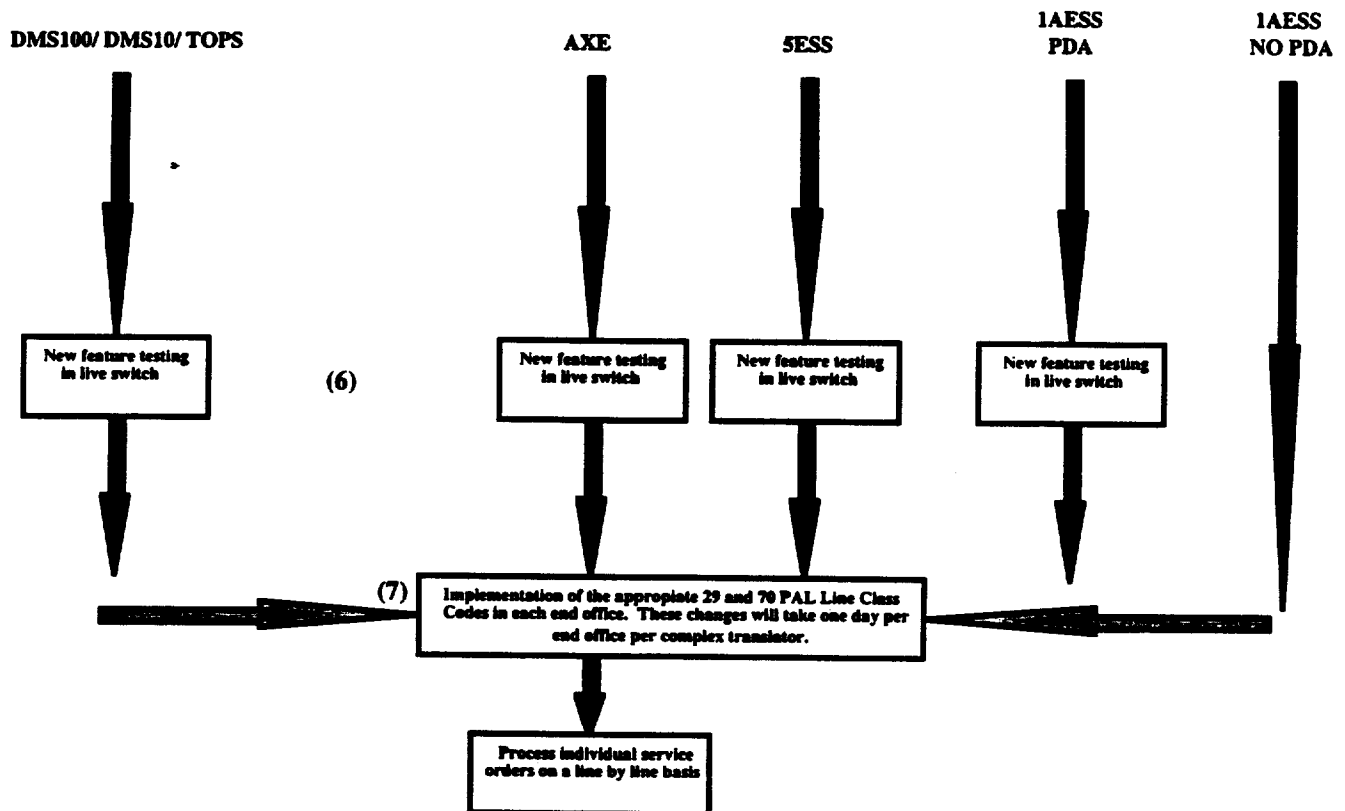 DMS100/ DMS10/ TOPS
AXE
5ESS
1AESS
PDA
1AESS
NO PDA
New feature testing
in live switch
(6)
New feature testing
in live switch
New feature testing
in live switch
New feature testing
in live switch
(7)
Implementation of the appropiate 29 and 70 PAL Line Class
Codes in each end office. These changes will take one day per
end office per complex translator.
Process individual service
orders on a line by line basis